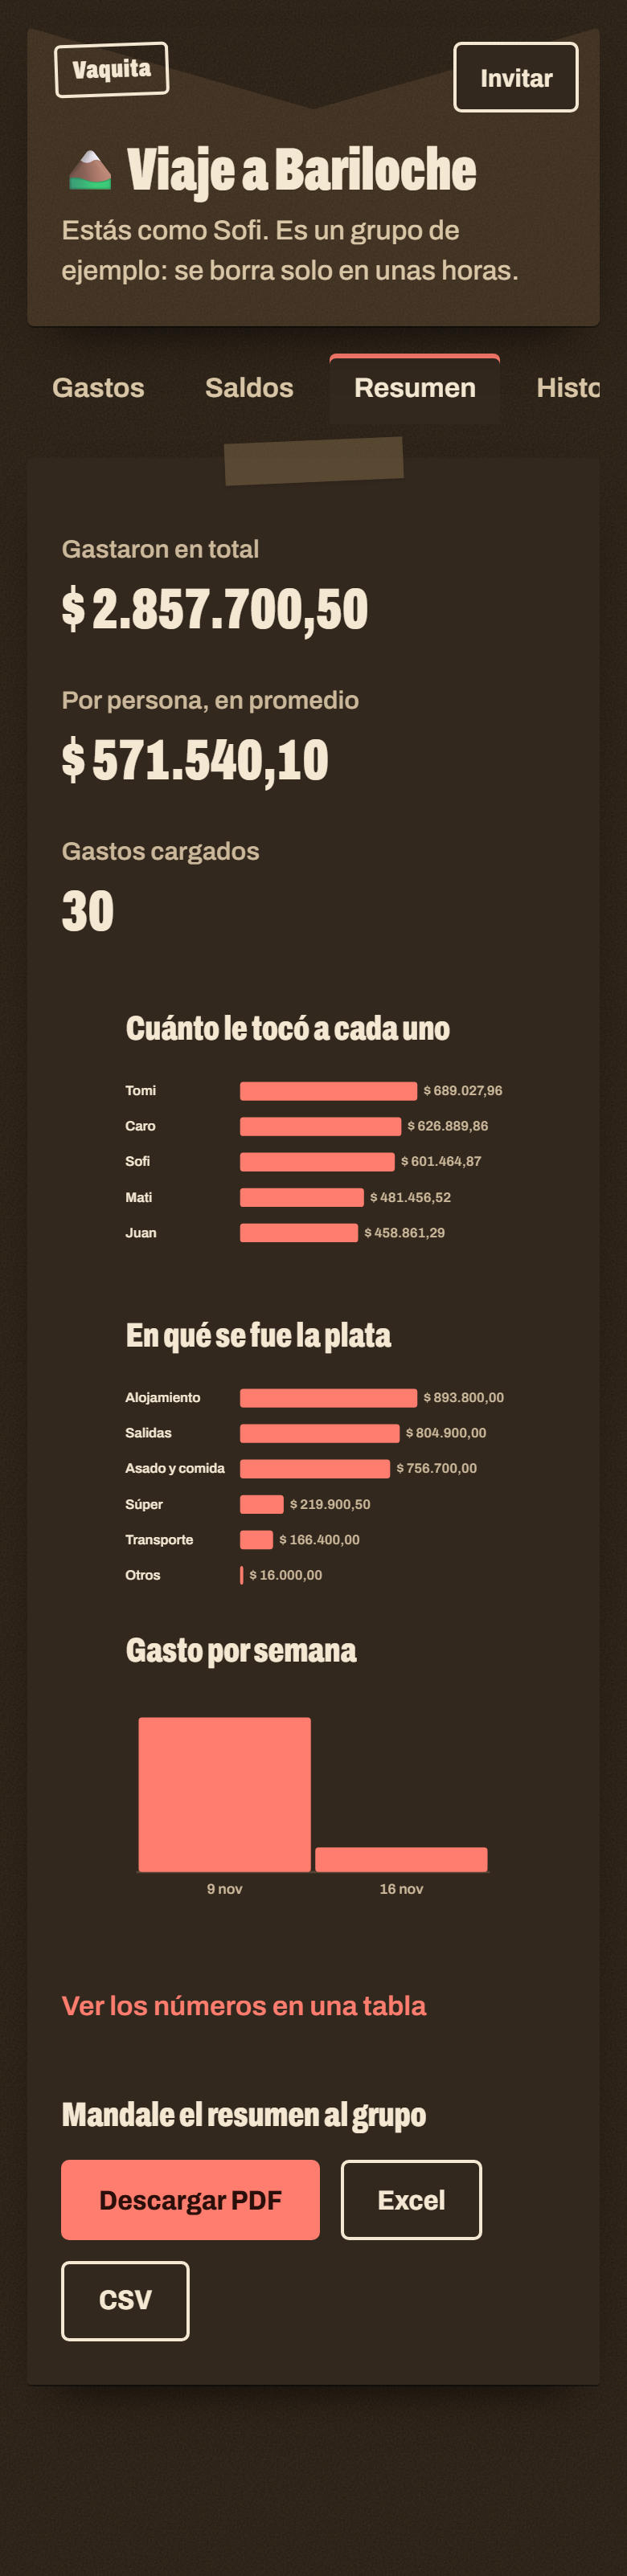 Vaquita
Invitar
Viaje a Bariloche
Estás como Sofi. Es un grupo de
ejemplo: se borra solo en unas horas.
Gastos
Saldos
Resumen
Histo
Gastaron en total
$ 2.857.700,50
Por persona, en promedio
$ 571.540,10
Gastos cargados
30
Cuánto le tocó a cada uno
Tomi $ 689.027,96
Caro $ 626.889,86
Sofi $ 601.464,87
Mati $ 481.456,52
Juan $ 458.861,29
En qué se fue la plata
Alojamiento $ 893.800,00
Salidas $ 804.900,00
Asado y comida $ 756.700,00
Súper $ 219.900,50
Transporte $ 166.400,00
Otros $ 16.000,00
Gasto por semana
9 nov
16 nov
Ver los números en una tabla
Mandale el resumen al grupo
Descargar PDF
Excel
CSV